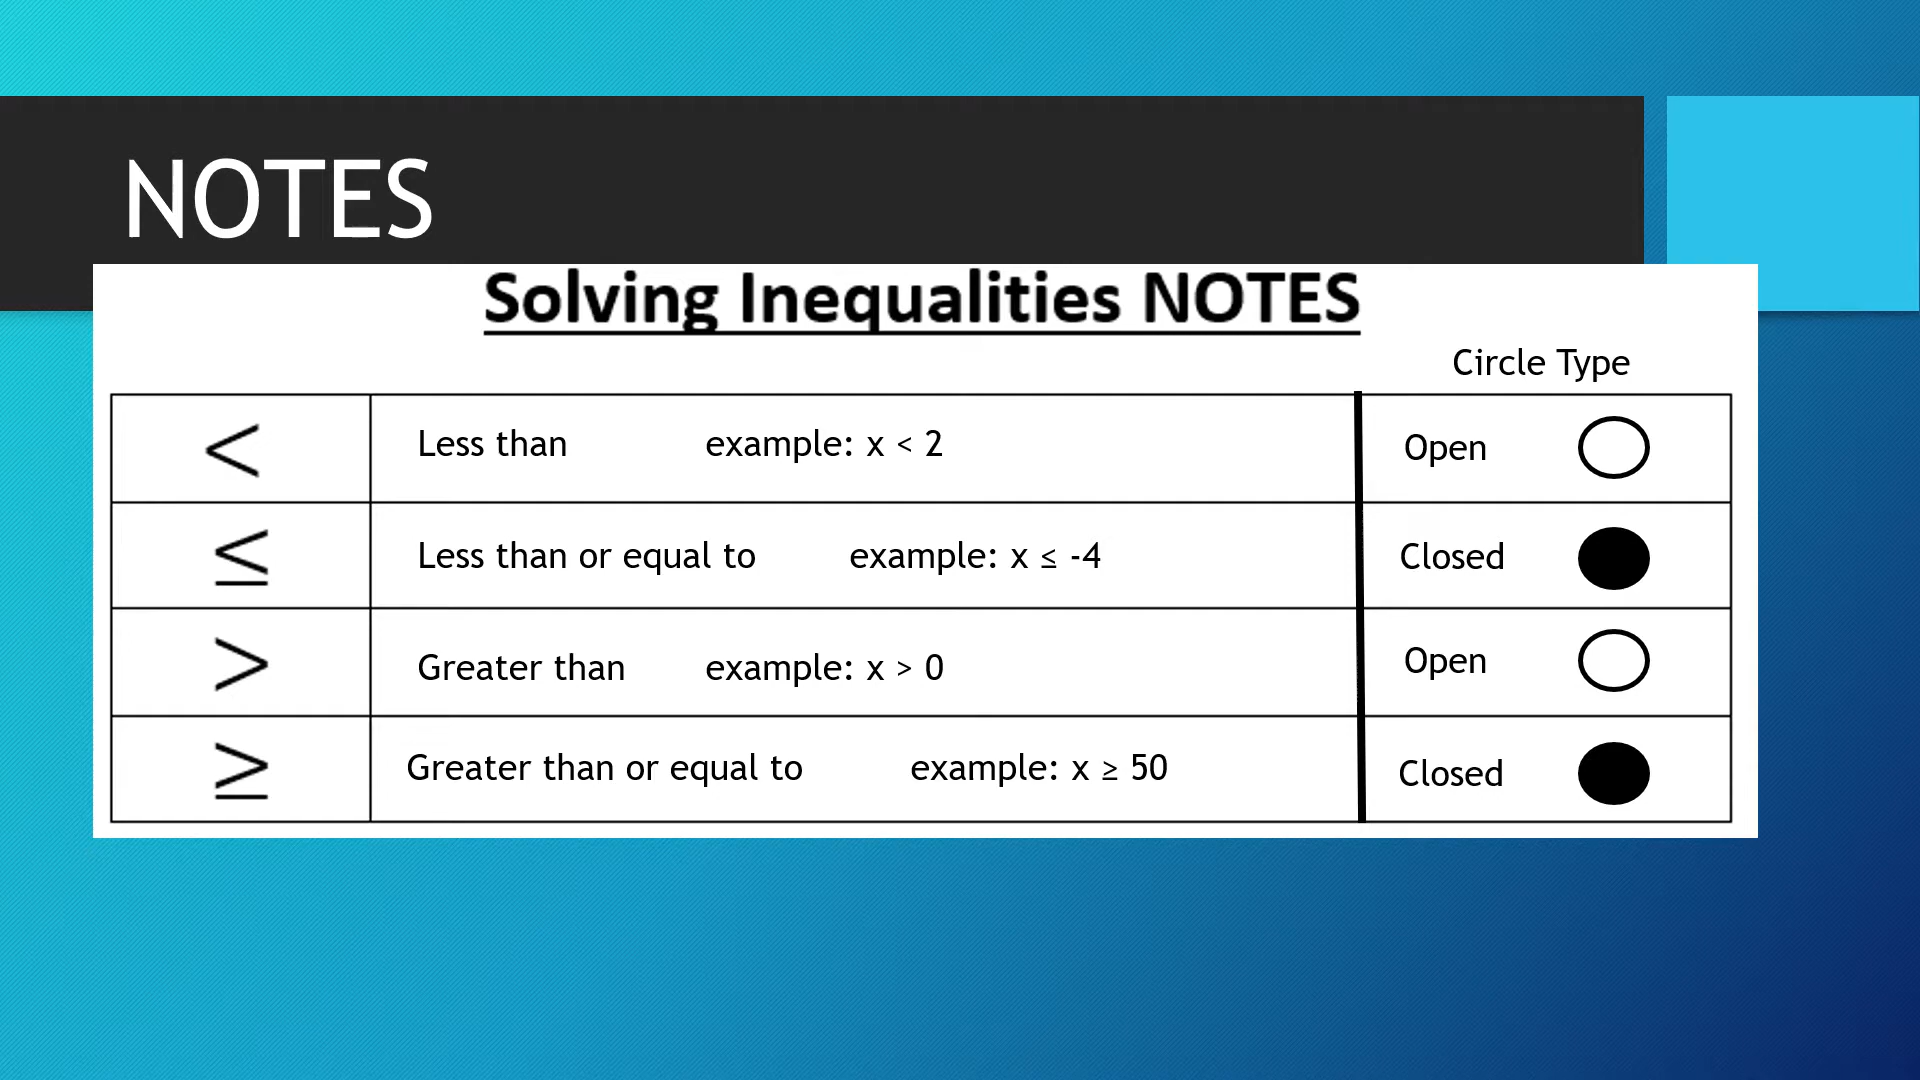 NOTES
Solving Inequalities NOTES
Circle Type
< Less than example: x < 2 Open
≤ Less than or equal to example: x ≤ -4 Closed
> Greater than example: x > 0 Open
≥ Greater than or equal to example: x ≥ 50 Closed